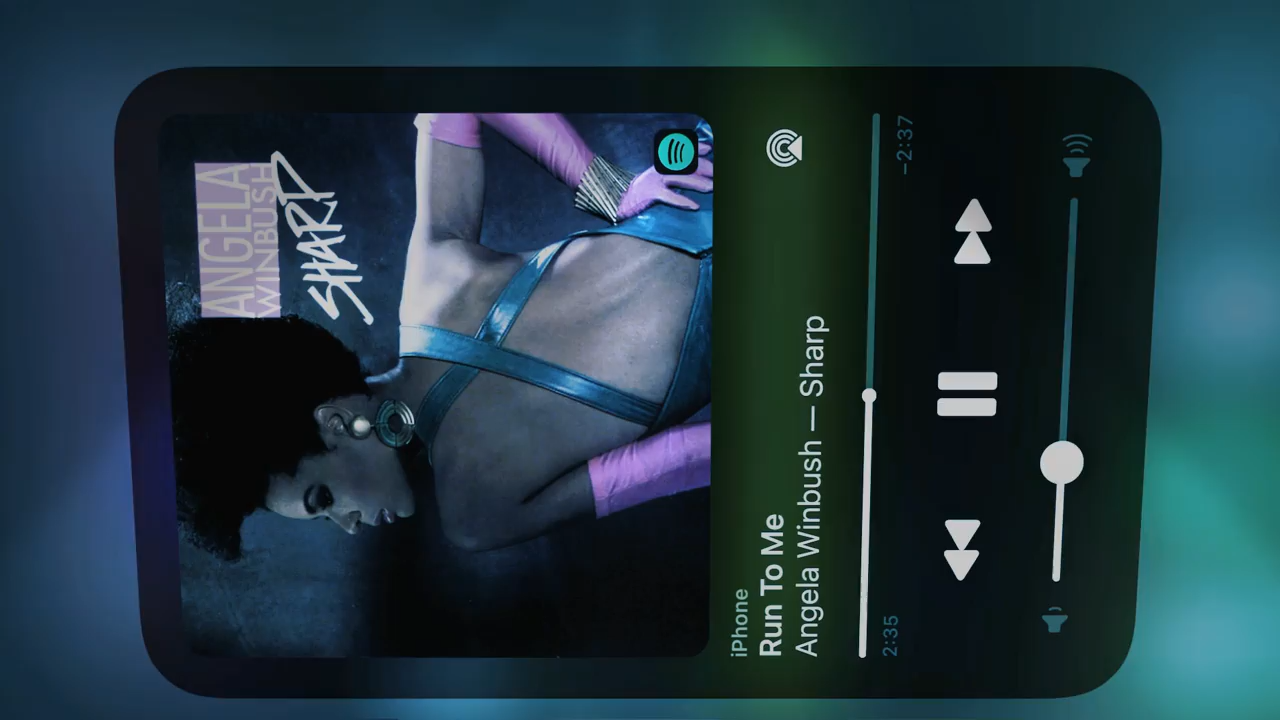 ANGELA
WINBUSH
SHARP
iPhone
Run To Me
Angela Winbush — Sharp
2:35
-2:37